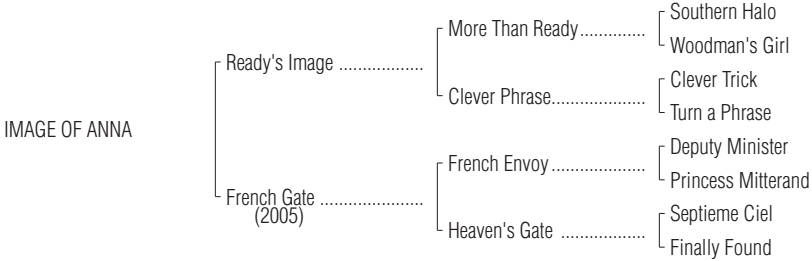 Southern Halo
More Than Ready..............
Woodman's Girl
Ready's Image ..................
Clever Trick
Clever Phrase....................
Turn a Phrase
IMAGE OF ANNA
Deputy Minister
French Envoy....................
Princess Mitterand
French Gate ......................
(2005)
Septieme Ciel
Heaven's Gate ..................
Finally Found